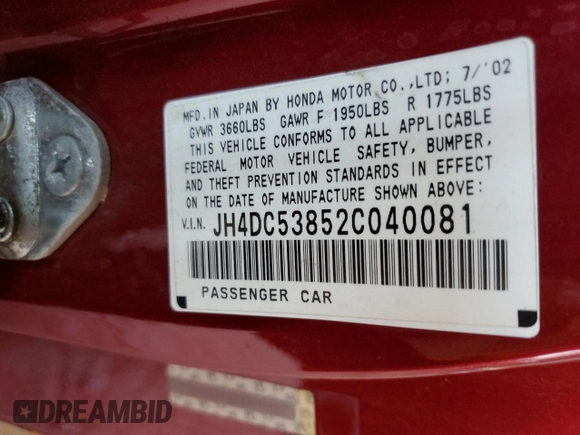 MFD.IN JAPAN BY HONDA MOTOR CO.,LTD; 7/'02
GVWR 3660LBS GAWR F 1950LBS R 1775LBS
THIS VEHICLE CONFORMS TO ALL APPLICABLE
FEDERAL MOTOR VEHICLE SAFETY, BUMPER,
AND THEFT PREVENTION STANDARDS IN EFFECT
ON THE DATE OF MANUFACTURE SHOWN ABOVE:
V.I.N. JH4DC53852C040081
PASSENGER CAR
DREAMBID